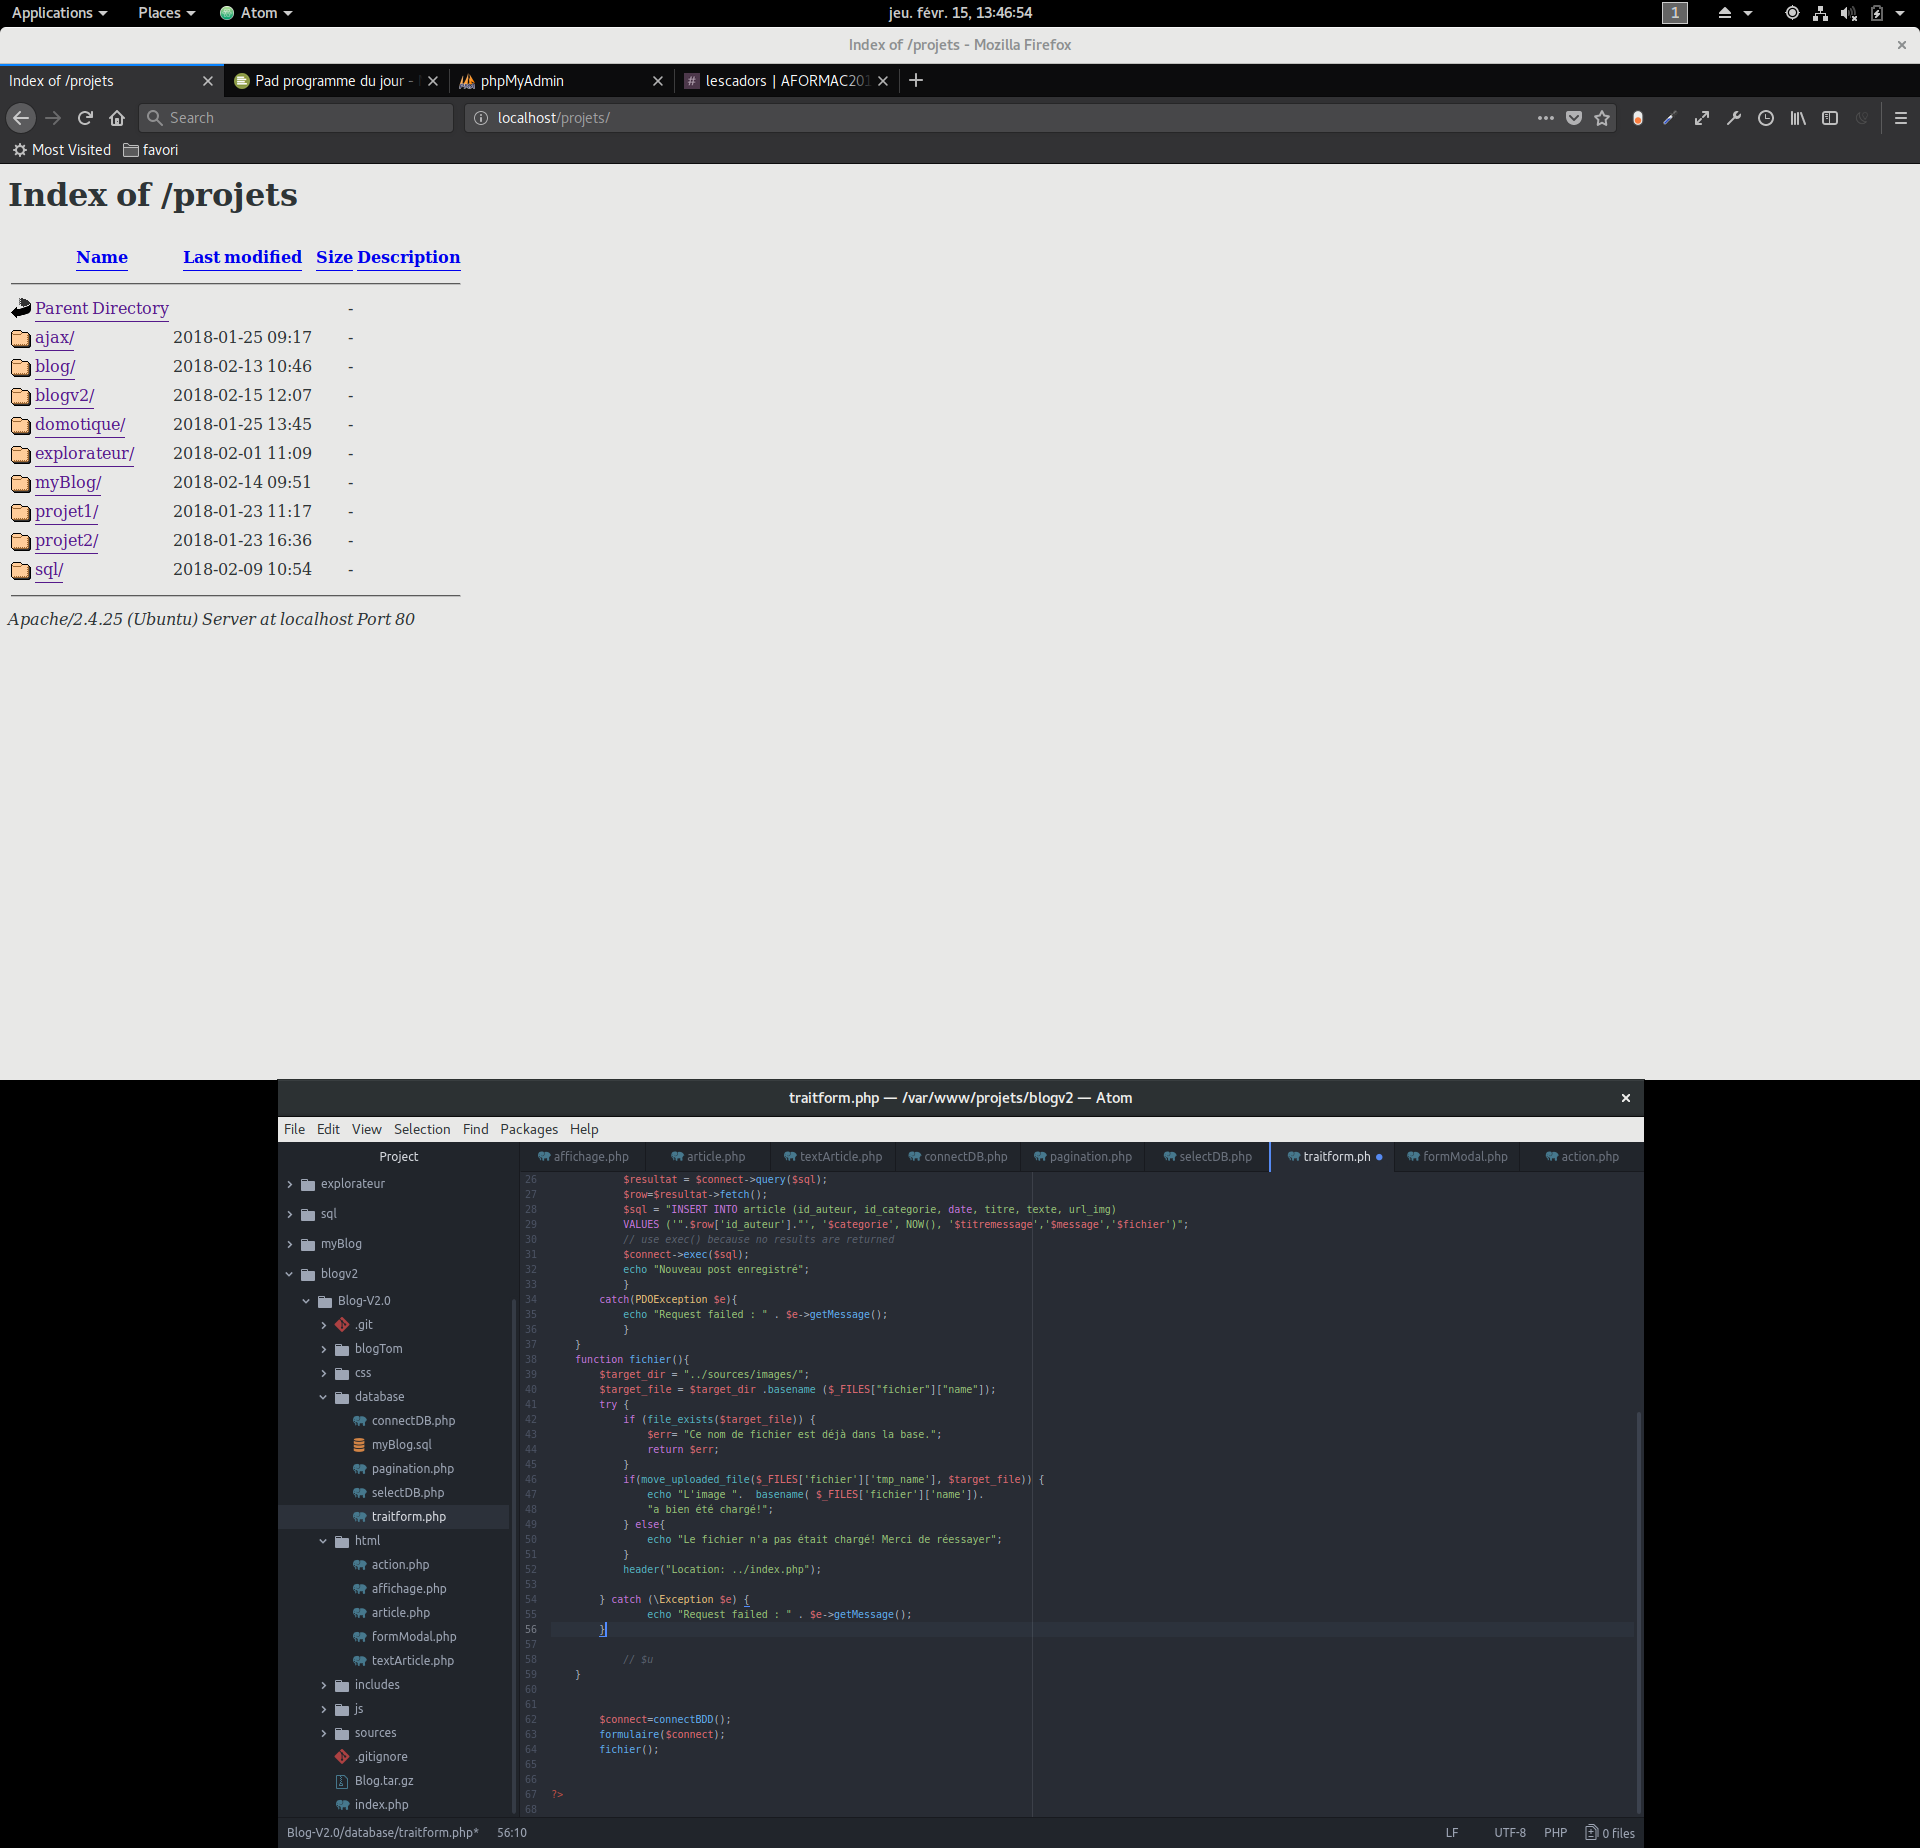 Applications Places Atom jeu. févr. 15, 13:46:54 1
Index of /projets - Mozilla Firefox
Index of /projets Pad programme du jour - phpMyAdmin # lescadors | AFORMAC201
Search localhost/projets/
Most Visited favori
Index of /projets
Name Last modified Size Description
Parent Directory -
ajax/ 2018-01-25 09:17 -
blog/ 2018-02-13 10:46 -
blogv2/ 2018-02-15 12:07 -
domotique/ 2018-01-25 13:45 -
explorateur/ 2018-02-01 11:09 -
myBlog/ 2018-02-14 09:51 -
projet1/ 2018-01-23 11:17 -
projet2/ 2018-01-23 16:36 -
sql/ 2018-02-09 10:54 -
Apache/2.4.25 (Ubuntu) Server at localhost Port 80
traitform.php — /var/www/projets/blogv2 — Atom
File Edit View Selection Find Packages Help
Project
explorateur
sql
myBlog
blogv2
Blog-V2.0
.git
blogTom
css
database
connectDB.php
myBlog.sql
pagination.php
selectDB.php
traitform.php
html
action.php
affichage.php
article.php
formModal.php
textArticle.php
includes
js
sources
.gitignore
Blog.tar.gz
index.php
affichage.php article.php textArticle.php connectDB.php pagination.php selectDB.php traitform.ph formModal.php action.php
26 $resultat = $connect->query($sql);
27 $row=$resultat->fetch();
28 $sql = "INSERT INTO article (id_auteur, id_categorie, date, titre, texte, url_img)
29 VALUES ('".$row['id_auteur']."', '$categorie', NOW(), '$titremessage','$message','$fichier')";
30 // use exec() because no results are returned
31 $connect->exec($sql);
32 echo "Nouveau post enregistré";
33 }
34 catch(PDOException $e){
35 echo "Request failed : " . $e->getMessage();
36 }
37 }
38 function fichier(){
39 $target_dir = "../sources/images/";
40 $target_file = $target_dir .basename ($_FILES["fichier"]["name"]);
41 try {
42 if (file_exists($target_file)) {
43 $err= "Ce nom de fichier est déjà dans la base.";
44 return $err;
45 }
46 if(move_uploaded_file($_FILES['fichier']['tmp_name'], $target_file)) {
47 echo "L'image ".  basename( $_FILES['fichier']['name']).
48 "a bien été chargé!";
49 } else{
50 echo "Le fichier n'a pas était chargé! Merci de réessayer";
51 }
52 header("Location: ../index.php");
53
54 } catch (\Exception $e) {
55 echo "Request failed : " . $e->getMessage();
56 }
57
58 // $u
59 }
60
61
62 $connect=connectBDD();
63 formulaire($connect);
64 fichier();
65
66
67 ?>
68
Blog-V2.0/database/traitform.php* 56:10 LF UTF-8 PHP 0 files